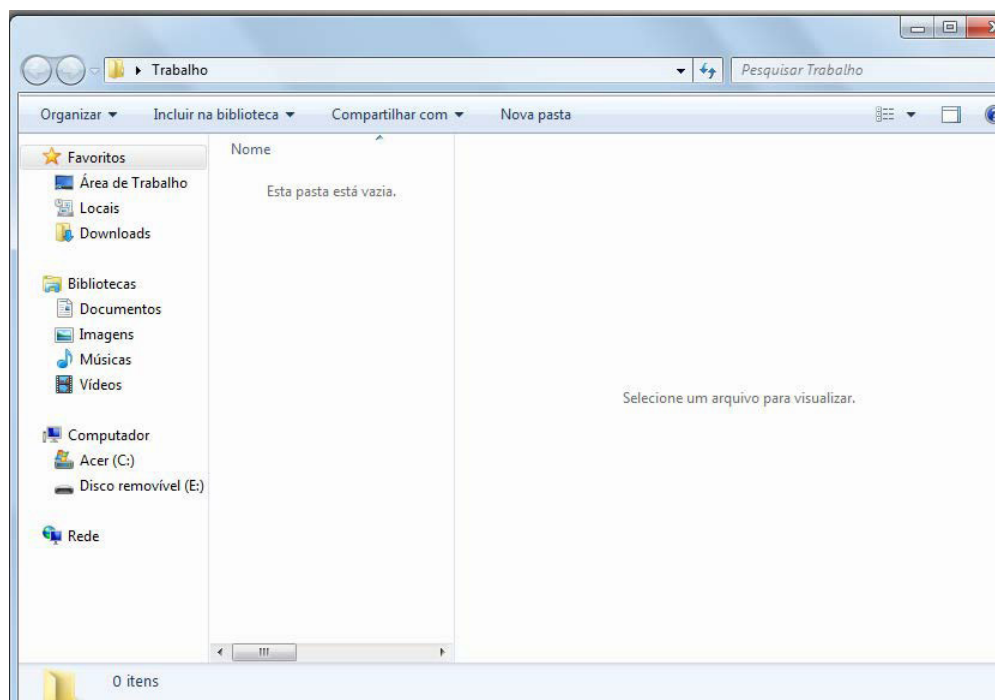 Trabalho
Pesquisar Trabalho
Organizar Incluir na biblioteca Compartilhar com Nova pasta
Favoritos
Área de Trabalho
Locais
Downloads
Bibliotecas
Documentos
Imagens
Músicas
Vídeos
Computador
Acer (C:)
Disco removível (E:)
Rede
Nome
Esta pasta está vazia.
Selecione um arquivo para visualizar.
0 itens